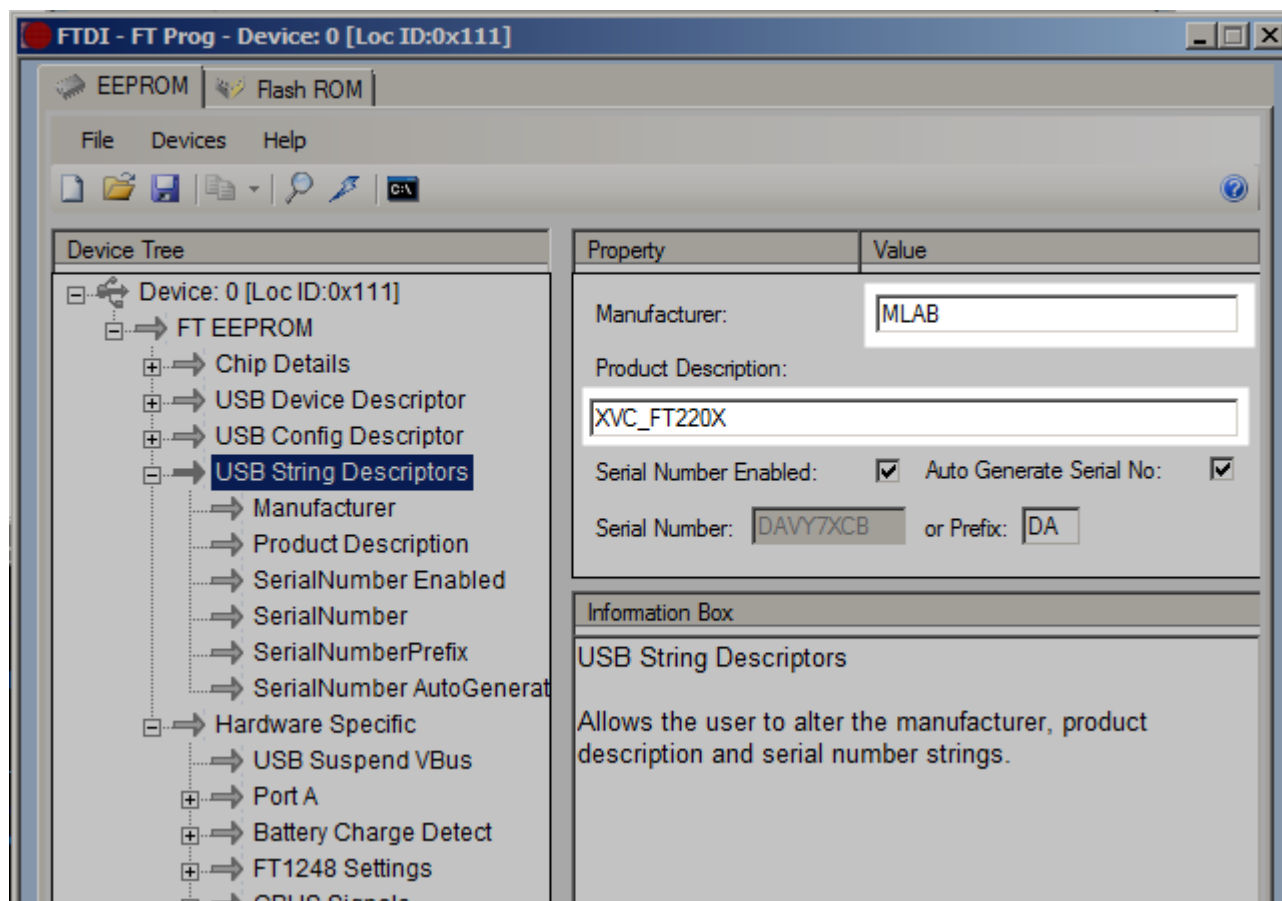 FTDI - FT Prog - Device: 0 [Loc ID:0x111]
EEPROM
Flash ROM
File Devices Help
C:\
Device Tree
Device: 0 [Loc ID:0x111]
FT EEPROM
Chip Details
USB Device Descriptor
USB Config Descriptor
USB String Descriptors
Manufacturer
Product Description
SerialNumber Enabled
SerialNumber
SerialNumberPrefix
SerialNumber AutoGenerat
Hardware Specific
USB Suspend VBus
Port A
Battery Charge Detect
FT1248 Settings
Property Value
Manufacturer: MLAB
Product Description:
XVC_FT220X
Serial Number Enabled: Auto Generate Serial No:
Serial Number: DAVY7XCB or Prefix: DA
Information Box
USB String Descriptors
Allows the user to alter the manufacturer, product
description and serial number strings.